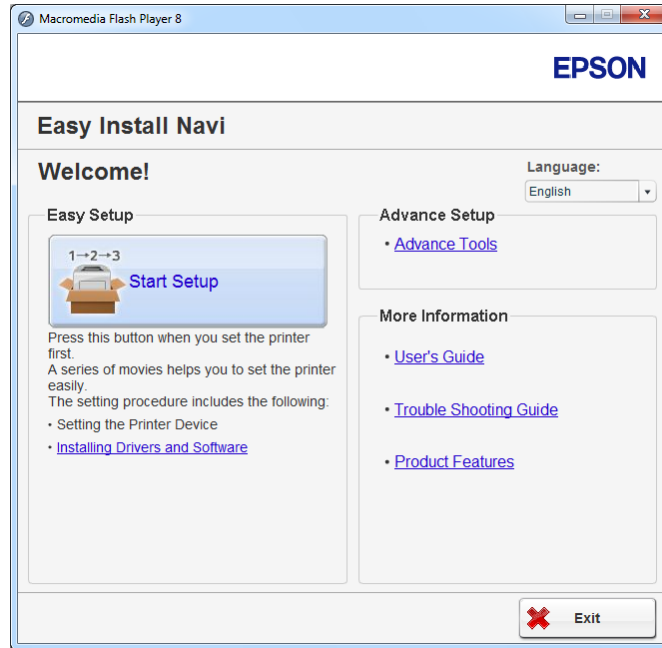 Macromedia Flash Player 8
EPSON
Easy Install Navi
Welcome!
Language:
English
Easy Setup
1→2→3
Start Setup
Press this button when you set the printer
first.
A series of movies helps you to set the printer
easily.
The setting procedure includes the following:
• Setting the Printer Device
• Installing Drivers and Software
Advance Setup
• Advance Tools
More Information
• User's Guide
• Trouble Shooting Guide
• Product Features
Exit